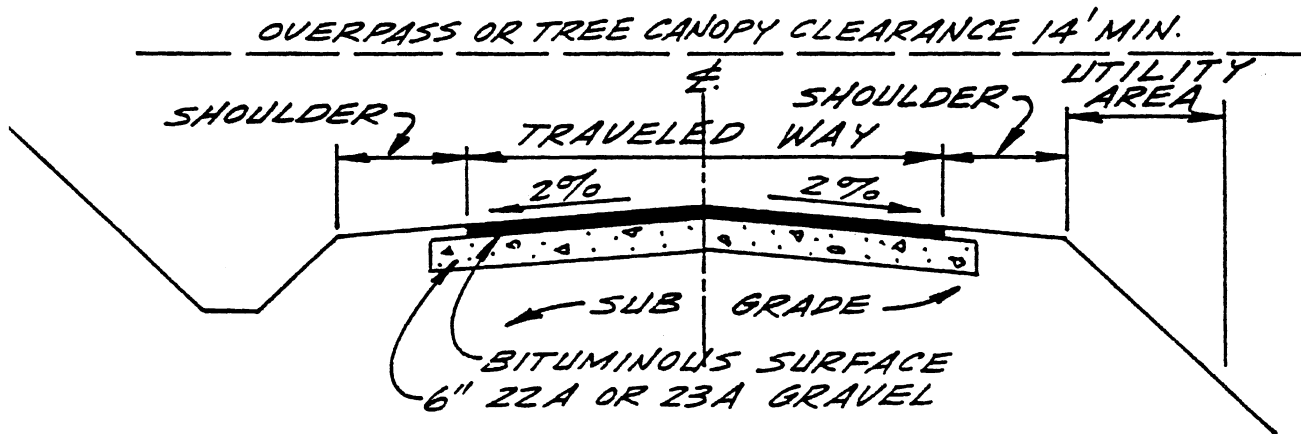 OVERPASS OR TREE CANOPY CLEARANCE 14' MIN.
℄
UTILITY
AREA
SHOULDER
SHOULDER
TRAVELED WAY
2%
2%
SUB GRADE
BITUMINOUS SURFACE
6" 22A OR 23A GRAVEL